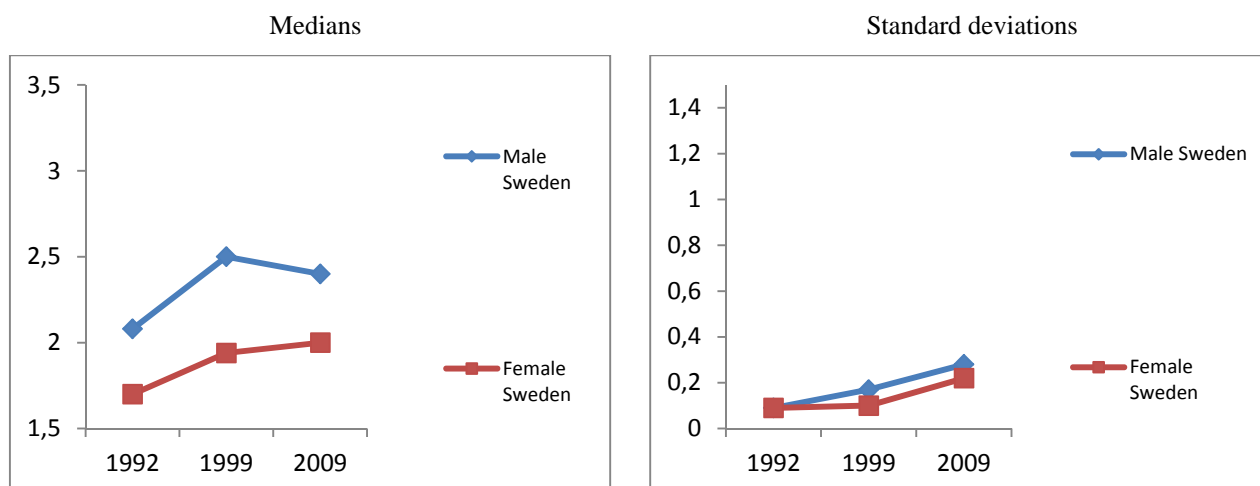 Medians
3,5
3
2,5
2
1,5
1992 1999 2009
Male
Sweden
Female
Sweden
Standard deviations
1,4
1,2
1
0,8
0,6
0,4
0,2
0
1992 1999 2009
Male Sweden
Female
Sweden